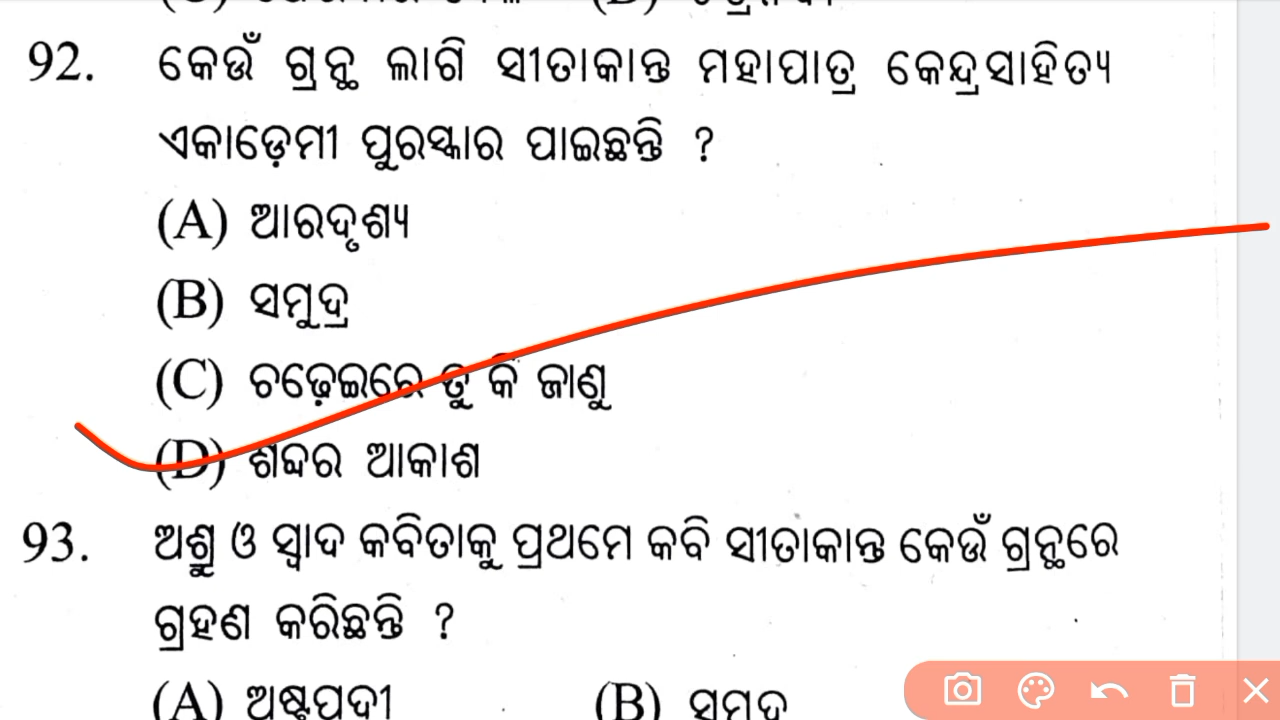 92. କେଉଁ ଗ୍ରନ୍ଥ ଲାଗି ସୀତାକାନ୍ତ ମହାପାତ୍ର କେନ୍ଦ୍ରସାହିତ୍ୟ
ଏକାଡ଼େମୀ ପୁରସ୍କାର ପାଇଛନ୍ତି ?
(A) ଆରଦୃଶ୍ୟ
(B) ସମୁଦ୍ର
(C) ଚଢ଼େଇରେ ତୁ କି ଜାଣୁ
(D) ଶବ୍ଦର ଆକାଶ
93. ଅଶ୍ରୁ ଓ ସ୍ୱାଦ କବିତାକୁ ପ୍ରଥମେ କବି ସୀତାକାନ୍ତ କେଉଁ ଗ୍ରନ୍ଥରେ
ଗ୍ରହଣ କରିଛନ୍ତି ?
(A) ଅଷ୍ଟପଦୀ (B)